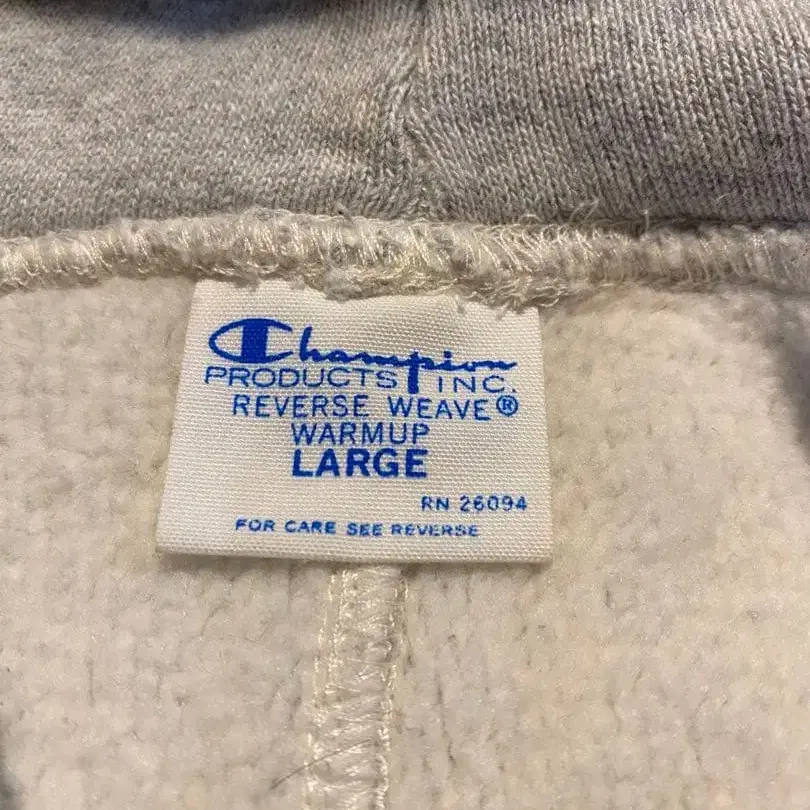 Champion
PRODUCTS INC.
REVERSE WEAVE®
WARMUP
LARGE
RN 26094
FOR CARE SEE REVERSE